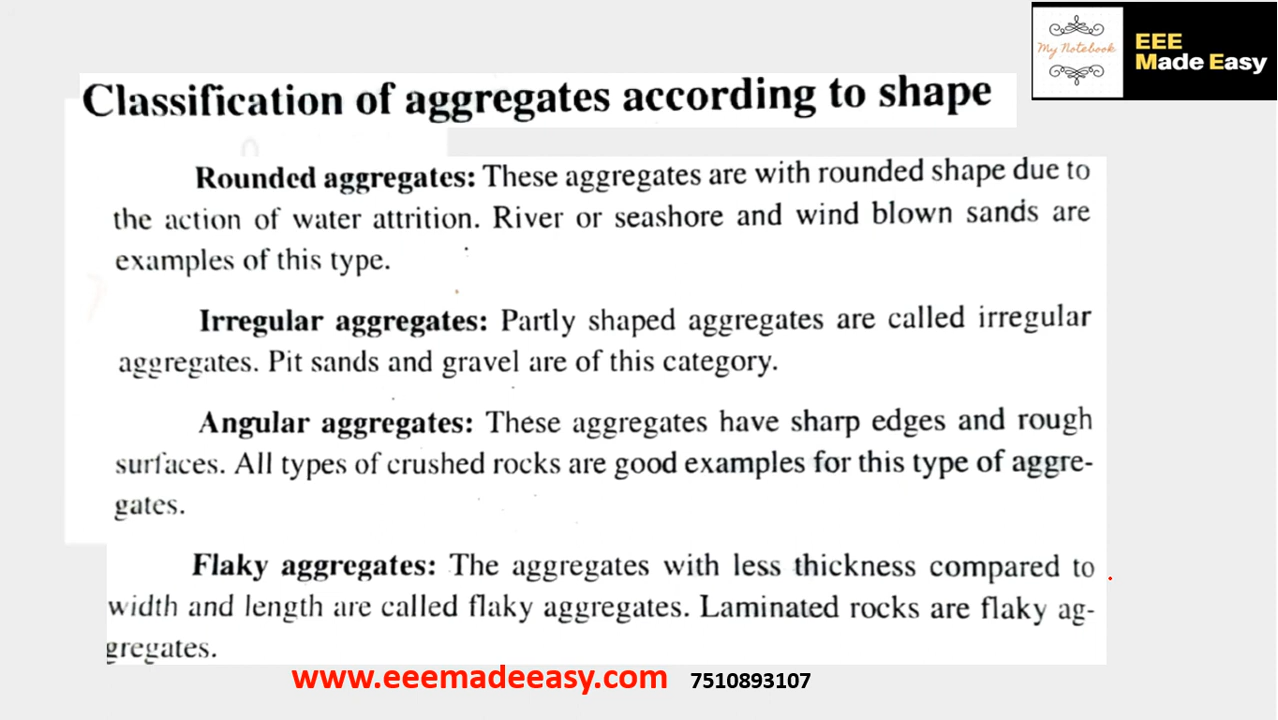 My Notebook
EEE
Made Easy
Classification of aggregates according to shape
Rounded aggregates: These aggregates are with rounded shape due to
the action of water attrition. River or seashore and wind blown sands are
examples of this type.
Irregular aggregates: Partly shaped aggregates are called irregular
aggregates. Pit sands and gravel are of this category.
Angular aggregates: These aggregates have sharp edges and rough
surfaces. All types of crushed rocks are good examples for this type of aggre-
gates.
Flaky aggregates: The aggregates with less thickness compared to
width and length are called flaky aggregates. Laminated rocks are flaky ag-
gregates.
www.eeemadeeasy.com 7510893107